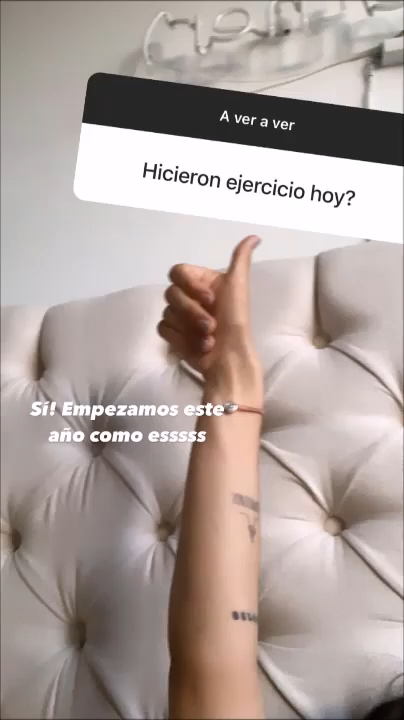 A ver a ver
Hicieron ejercicio hoy?
Sí! Empezamos este
año como esssss